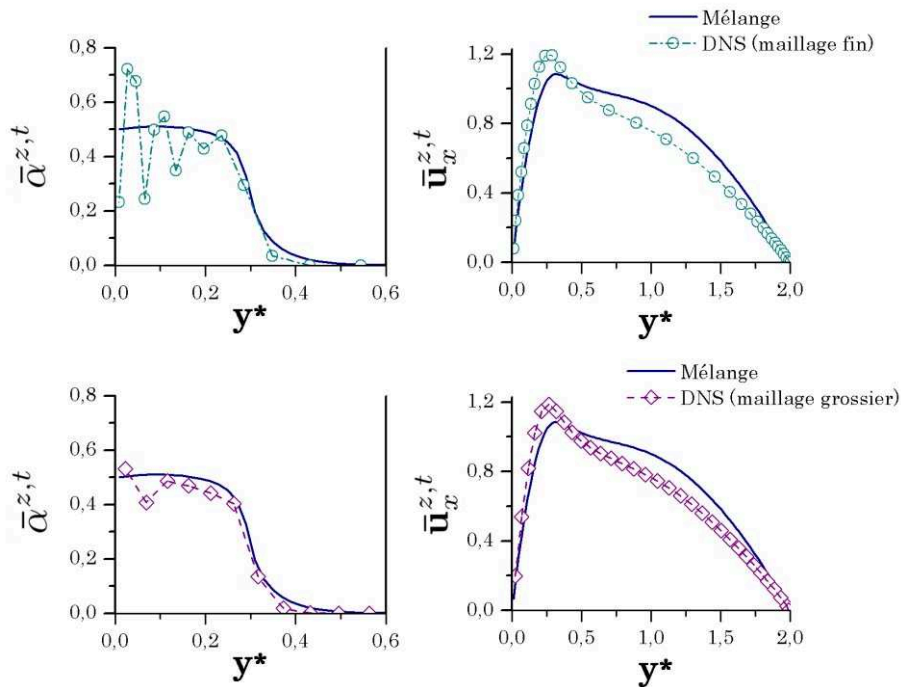 Mélange
DNS (maillage fin)
0,8
0,6
0,4
0,2
0,0
0,0 0,2 0,4 0,6
ᾱ^z,t
y*
1,2
0,8
0,4
0,0
0,0 0,5 1,0 1,5 2,0
ū_x^z,t
y*
Mélange
DNS (maillage grossier)
0,8
0,6
0,4
0,2
0,0
0,0 0,2 0,4 0,6
ᾱ^z,t
y*
1,2
0,8
0,4
0,0
0,0 0,5 1,0 1,5 2,0
ū_x^z,t
y*